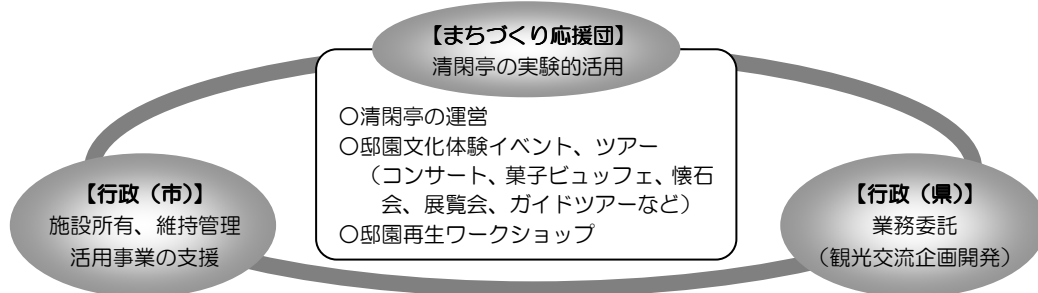 【まちづくり応援団】
清閑亭の実験的活用
〇清閑亭の運営
〇邸園文化体験イベント、ツアー
（コンサート、菓子ビュッフェ、懐石
会、展覧会、ガイドツアーなど）
〇邸園再生ワークショップ
【行政（市）】
施設所有、維持管理
活用事業の支援
【行政（県）】
業務委託
（観光交流企画開発）